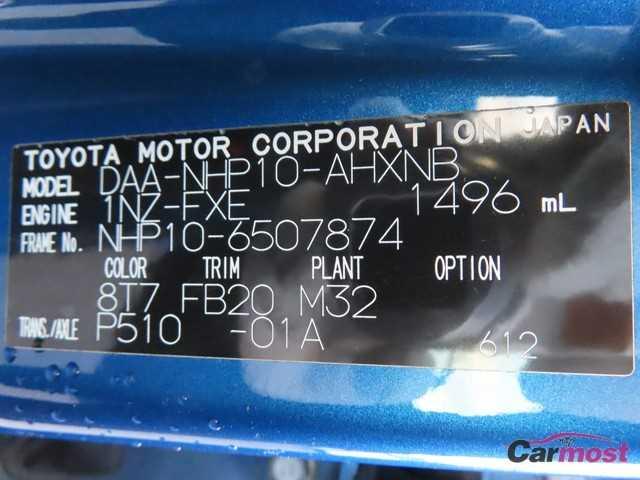 TOYOTA MOTOR CORPORATION JAPAN
MODEL DAA-NHP10-AHXNB
ENGINE 1NZ-FXE 1496 mL
FRAME No. NHP10-6507874
COLOR TRIM PLANT OPTION
8T7 FB20 M32
TRANS./AXLE P510 -01A 612
Carmost